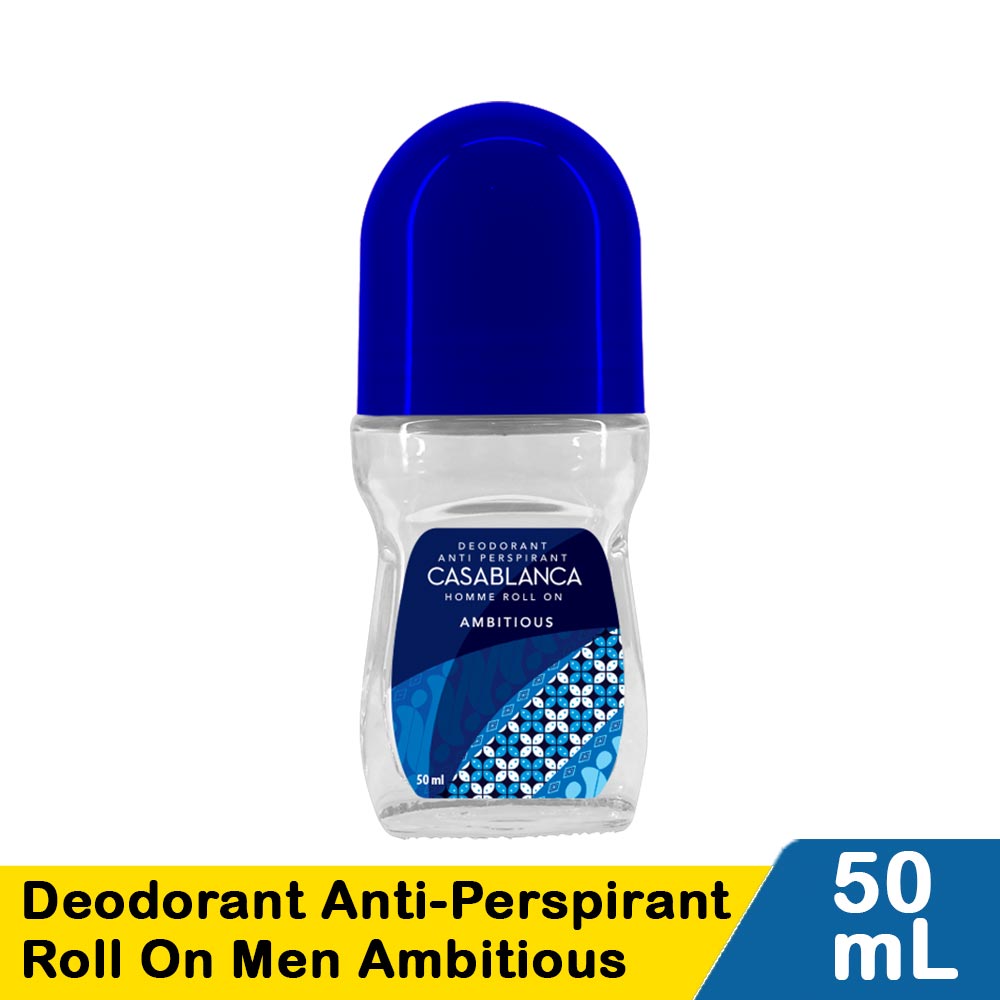 DEODORANT
ANTI PERSPIRANT
CASABLANCA
HOMME ROLL ON
AMBITIOUS
50 ml
Deodorant Anti-Perspirant
Roll On Men Ambitious
50
mL